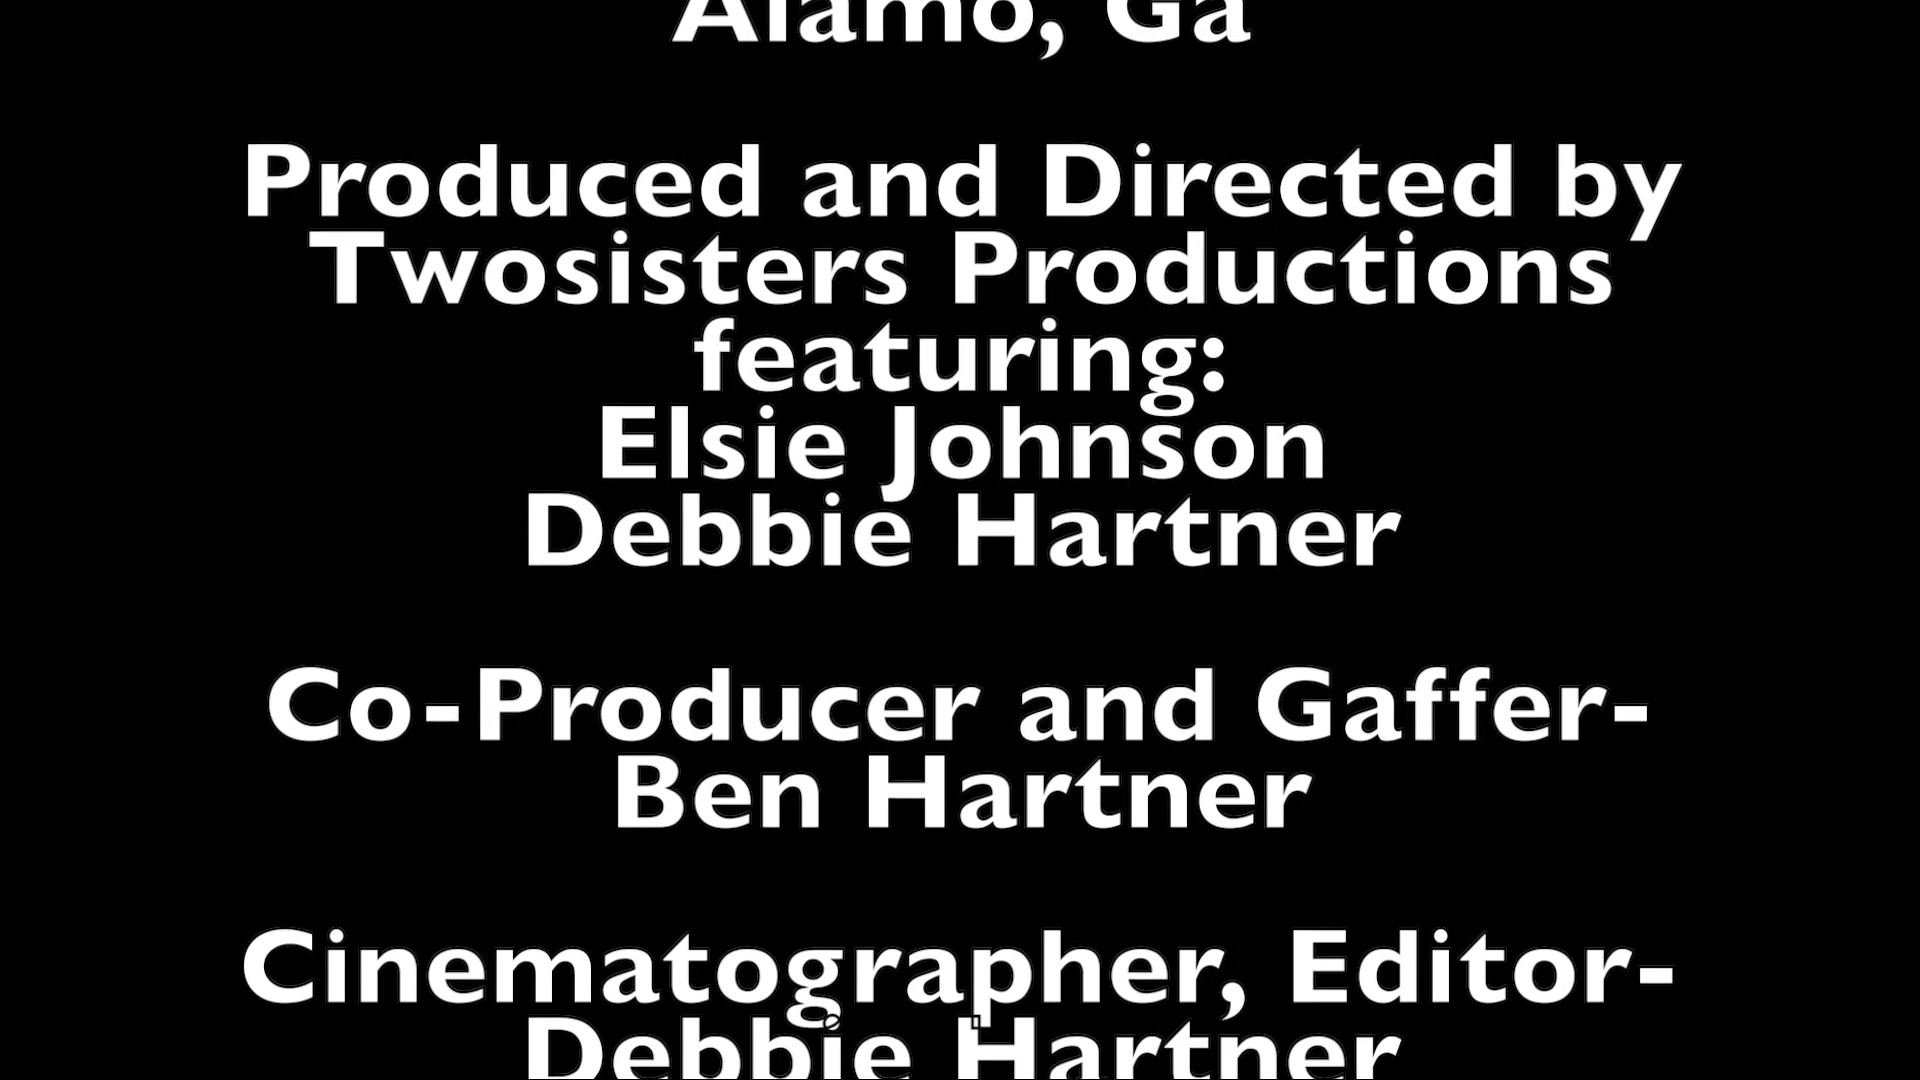 Alamo, Ga
Produced and Directed by
Twosisters Productions
featuring:
Elsie Johnson
Debbie Hartner
Co-Producer and Gaffer-
Ben Hartner
Cinematographer, Editor-
Debbie Hartner